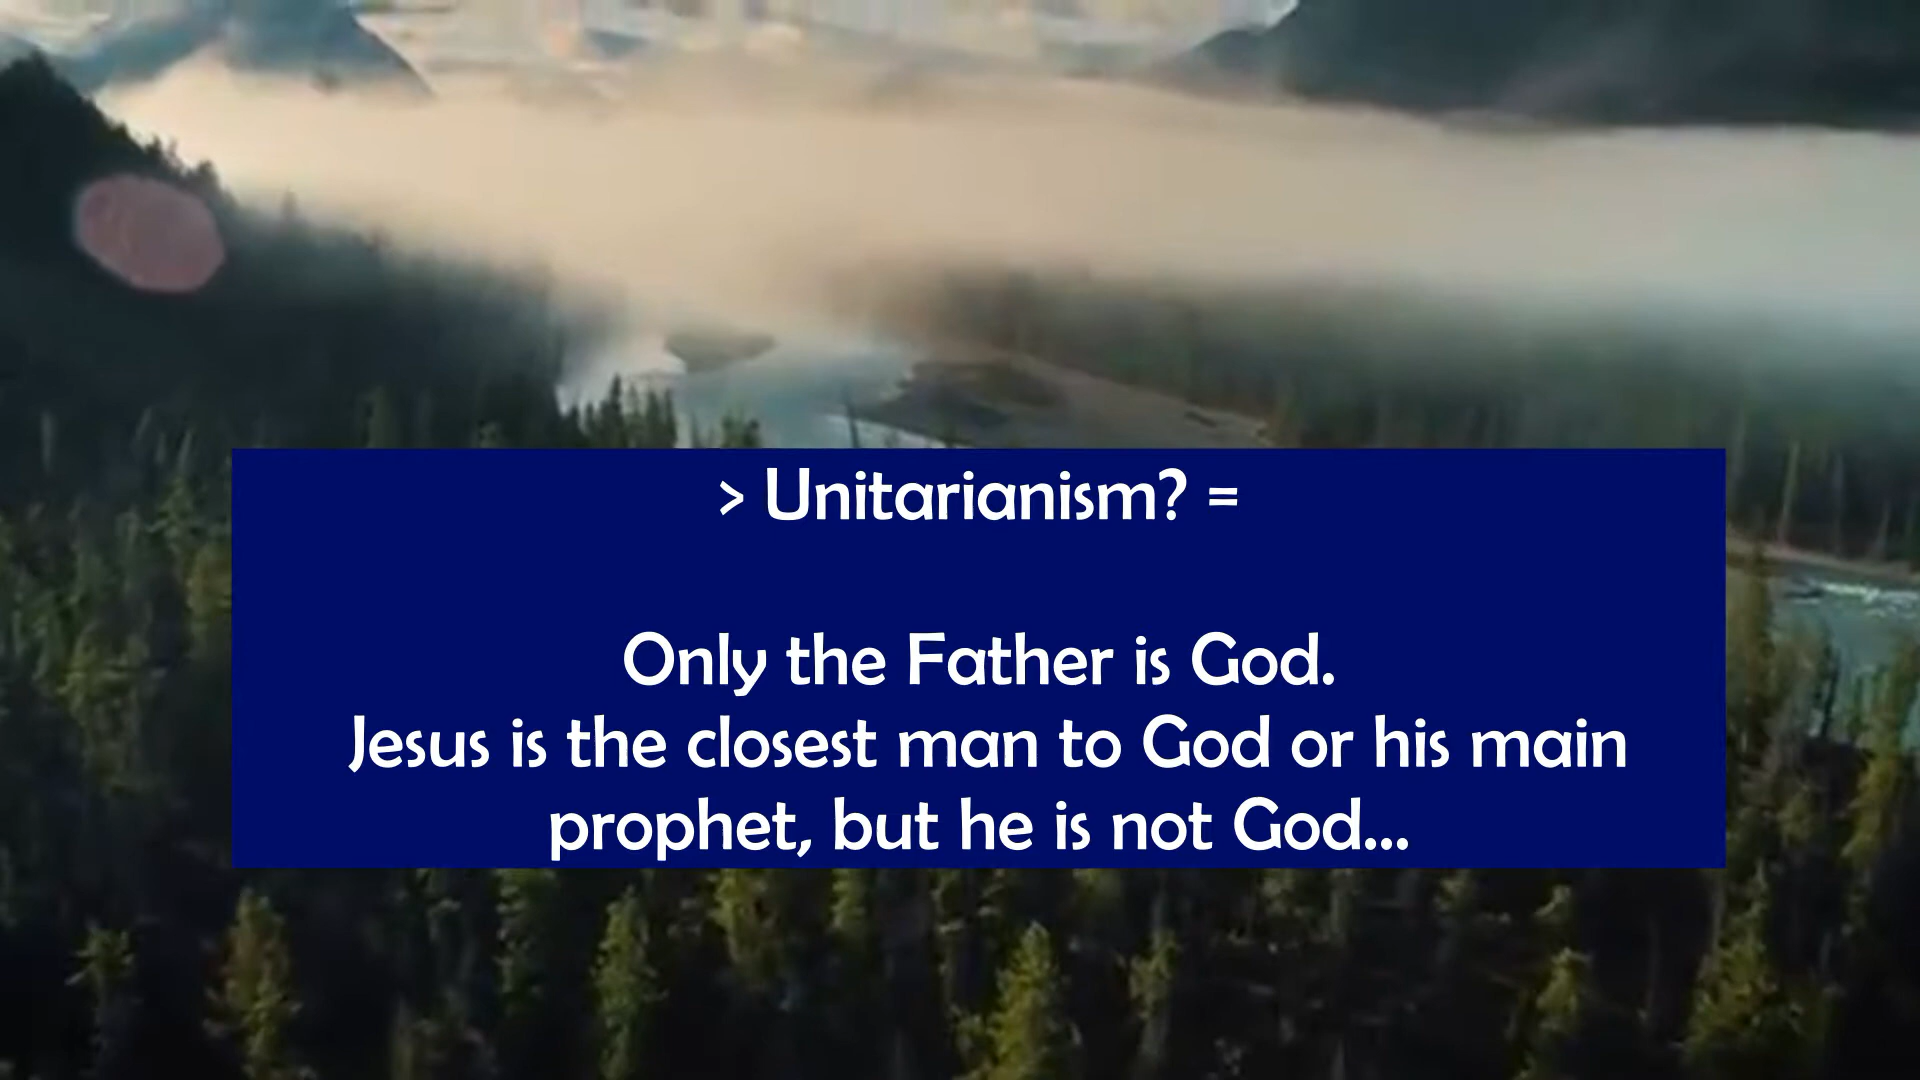 > Unitarianism? =
Only the Father is God.
Jesus is the closest man to God or his main
prophet, but he is not God...